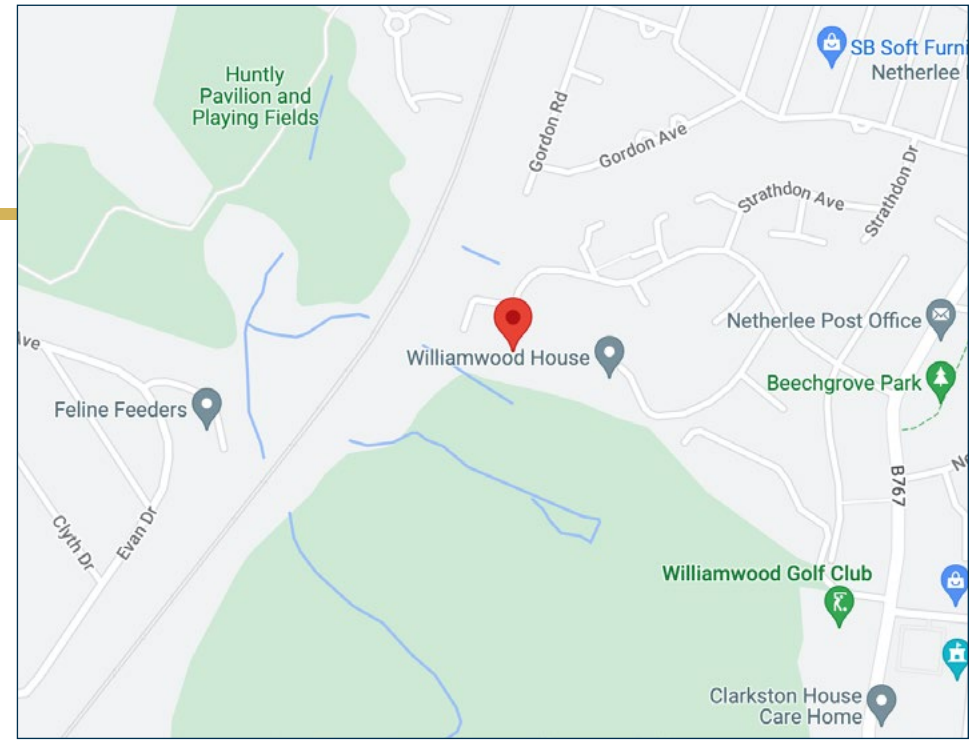 SB Soft Furni
Netherlee
Huntly
Pavilion and
Playing Fields
Gordon Rd
Gordon Ave
Strathdon Ave
Strathdon Dr
Netherlee Post Office
Williamwood House
Ave
Beechgrove Park
Feline Feeders
B767
Ne
Clyth Dr
Evan Dr
Williamwood Golf Club
Clarkston House
Care Home